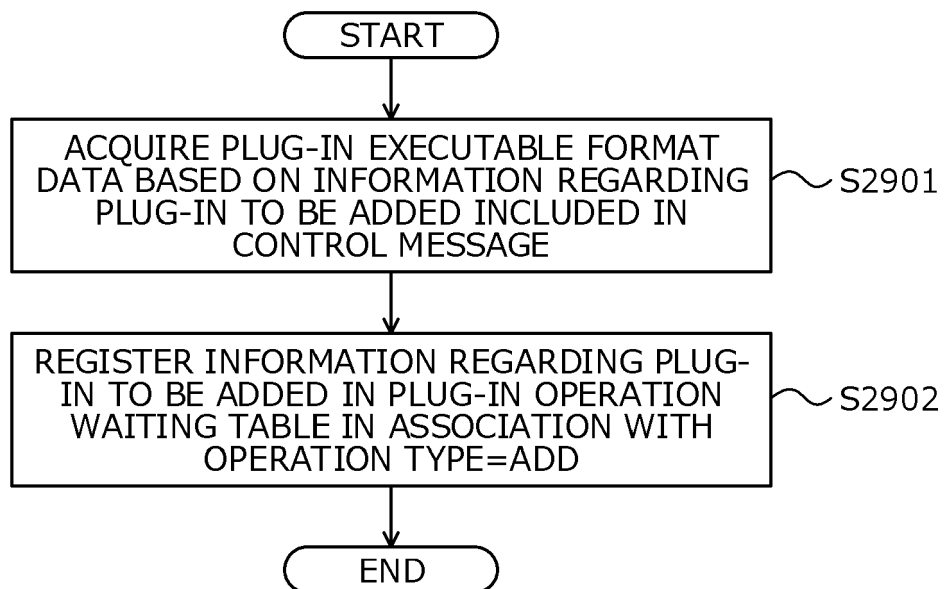 START
ACQUIRE PLUG-IN EXECUTABLE FORMAT
DATA BASED ON INFORMATION REGARDING
PLUG-IN TO BE ADDED INCLUDED IN
CONTROL MESSAGE
S2901
REGISTER INFORMATION REGARDING PLUG-
IN TO BE ADDED IN PLUG-IN OPERATION
WAITING TABLE IN ASSOCIATION WITH
OPERATION TYPE=ADD
S2902
END